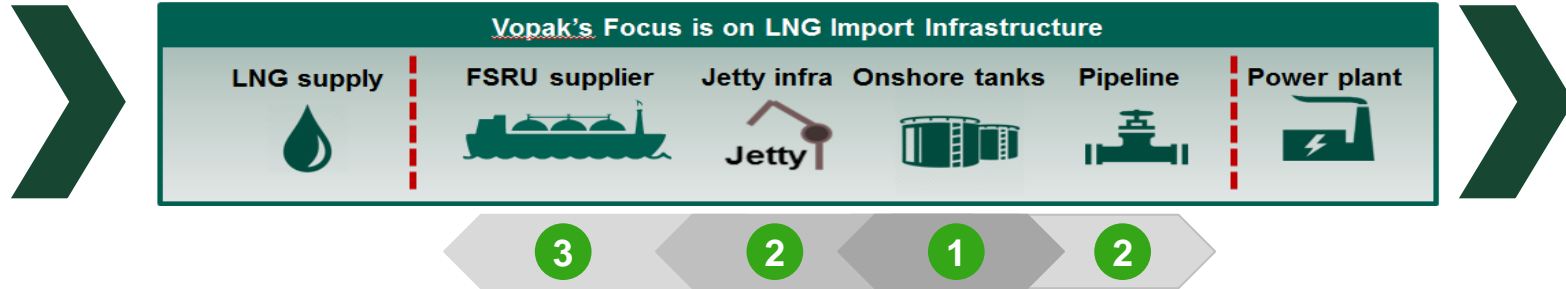 Vopak's Focus is on LNG Import Infrastructure
LNG supply FSRU supplier Jetty infra Onshore tanks Pipeline Power plant
Jetty
3 2 1 2